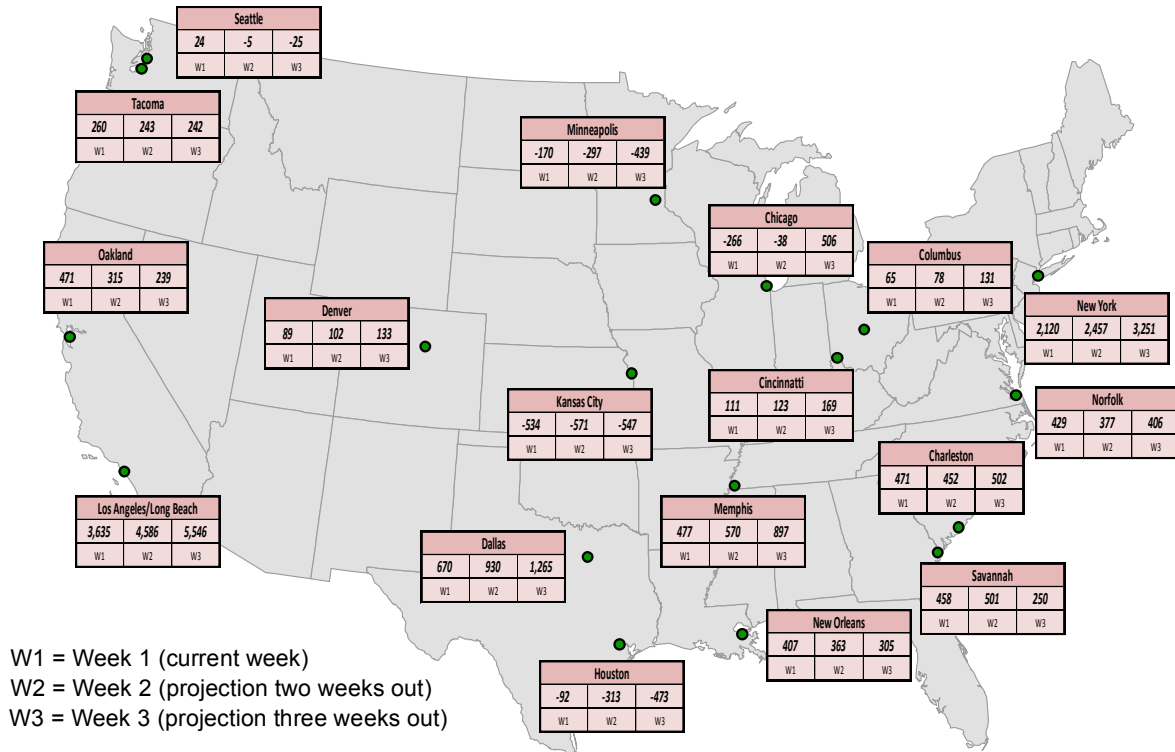 Seattle
24 -5 -25
W1 W2 W3
Tacoma
260 243 242
W1 W2 W3
Minneapolis
-170 -297 -439
W1 W2 W3
Chicago
-266 -38 506
W1 W2 W3
Oakland
471 315 239
W1 W2 W3
Columbus
65 78 131
W1 W2 W3
Denver
89 102 133
W1 W2 W3
New York
2,120 2,457 3,251
W1 W2 W3
Cincinnatti
111 123 169
W1 W2 W3
Kansas City
-534 -571 -547
W1 W2 W3
Norfolk
429 377 406
W1 W2 W3
Charleston
471 452 502
W1 W2 W3
Los Angeles/Long Beach
3,635 4,586 5,546
W1 W2 W3
Memphis
477 570 897
W1 W2 W3
Dallas
670 930 1,265
W1 W2 W3
Savannah
458 501 250
W1 W2 W3
New Orleans
407 363 305
W1 W2 W3
Houston
-92 -313 -473
W1 W2 W3
W1 = Week 1 (current week)
W2 = Week 2 (projection two weeks out)
W3 = Week 3 (projection three weeks out)